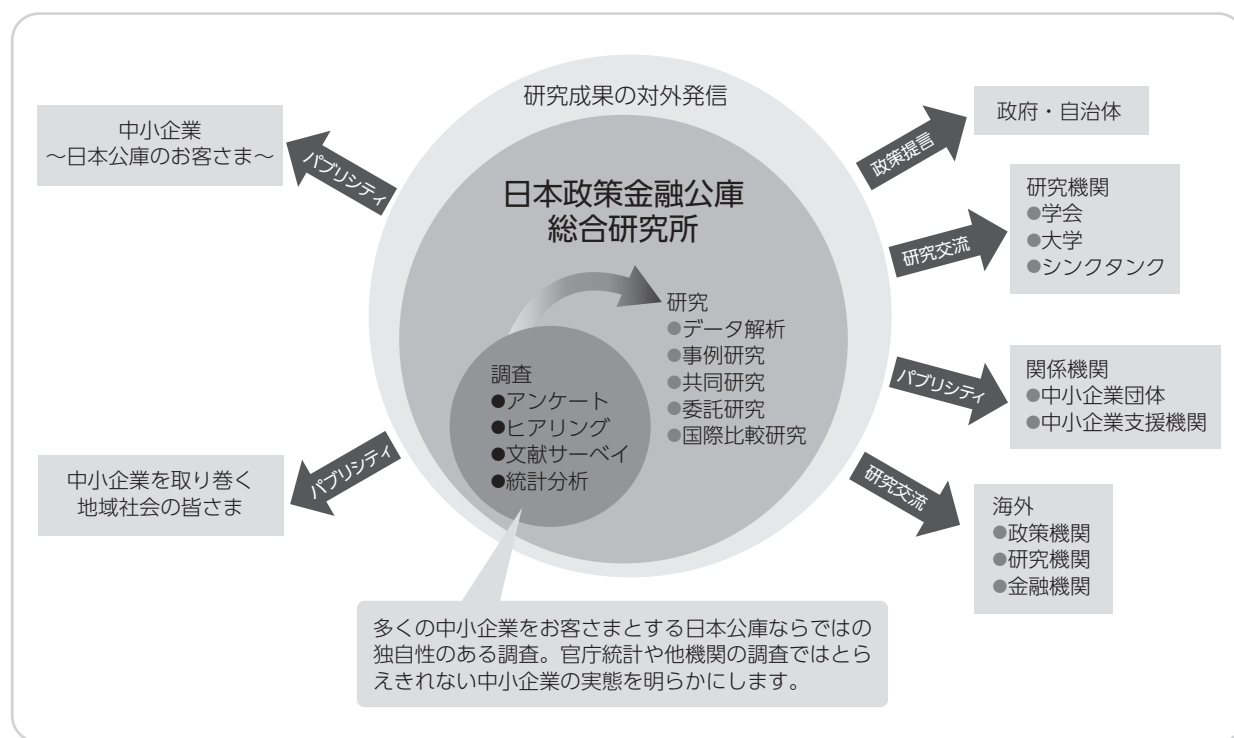 研究成果の対外発信
日本政策金融公庫
総合研究所
調査
●アンケート
●ヒアリング
●文献サーベイ
●統計分析
研究
●データ解析
●事例研究
●共同研究
●委託研究
●国際比較研究
多くの中小企業をお客さまとする日本公庫ならではの
独自性のある調査。官庁統計や他機関の調査ではとら
えきれない中小企業の実態を明らかにします。
パブリシティ
中小企業
～日本公庫のお客さま～
パブリシティ
中小企業を取り巻く
地域社会の皆さま
政策提言
政府・自治体
研究交流
研究機関
●学会
●大学
●シンクタンク
パブリシティ
関係機関
●中小企業団体
●中小企業支援機関
研究交流
海外
●政策機関
●研究機関
●金融機関